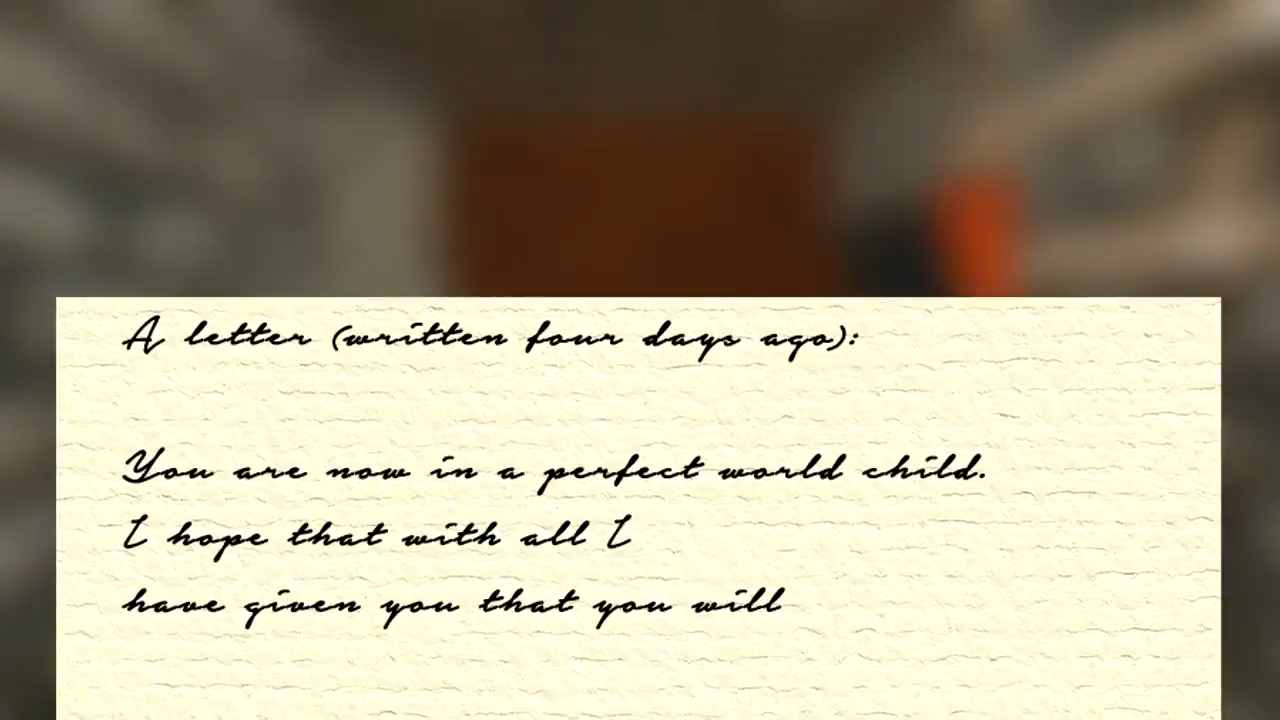 A letter (written four days ago):
You are now in a perfect world child.
I hope that with all I
have given you that you will